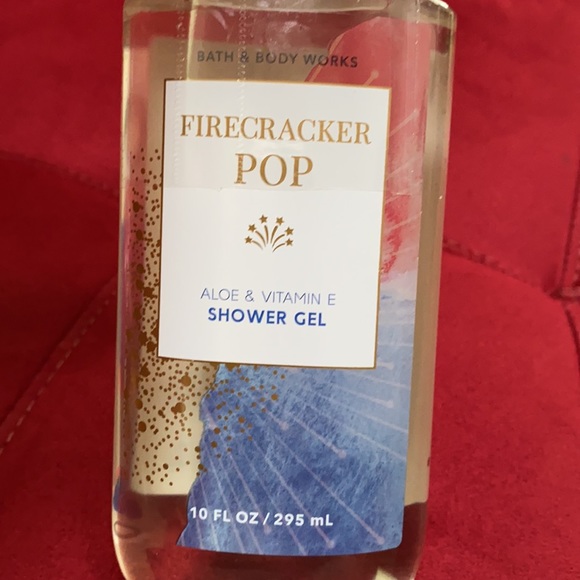 BATH & BODY WORKS
FIRECRACKER
POP
ALOE & VITAMIN E
SHOWER GEL
10 FL OZ / 295 mL